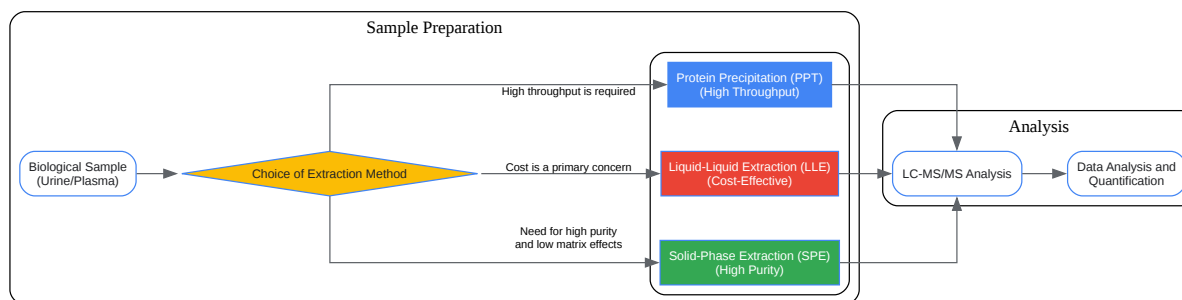 Sample Preparation
Protein Precipitation (PPT)
(High Throughput)
High throughput is required
Analysis
Biological Sample
(Urine/Plasma)
Choice of Extraction Method
Cost is a primary concern
Liquid-Liquid Extraction (LLE)
(Cost-Effective)
LC-MS/MS Analysis
Data Analysis and
Quantification
Need for high purity
and low matrix effects
Solid-Phase Extraction (SPE)
(High Purity)